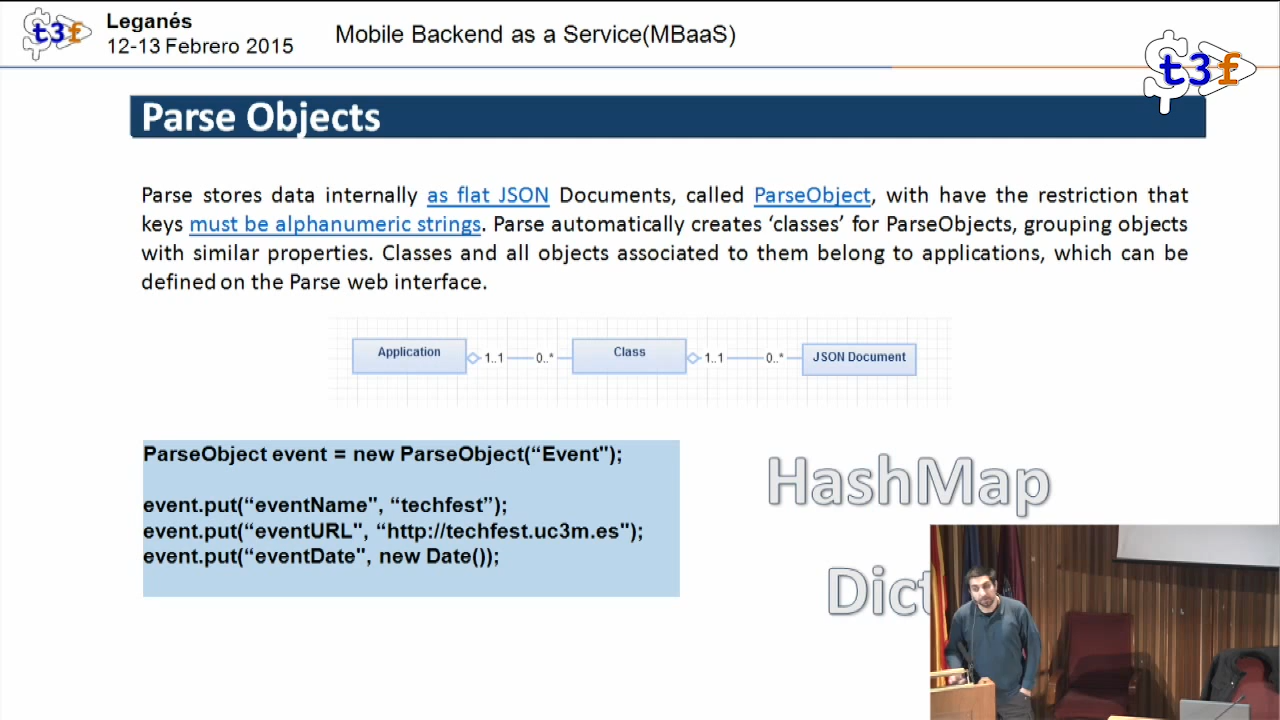 t3f
Leganés
12-13 Febrero 2015
Mobile Backend as a Service(MBaaS)
t3f
Parse Objects
Parse stores data internally as flat JSON Documents, called ParseObject, with have the restriction that
keys must be alphanumeric strings. Parse automatically creates ‘classes’ for ParseObjects, grouping objects
with similar properties. Classes and all objects associated to them belong to applications, which can be
defined on the Parse web interface.
Application 1..1 0..* Class 1..1 0..* JSON Document
ParseObject event = new ParseObject(“Event");
event.put(“eventName", “techfest”);
event.put(“eventURL", “http://techfest.uc3m.es");
event.put(“eventDate", new Date());
HashMap
Dict